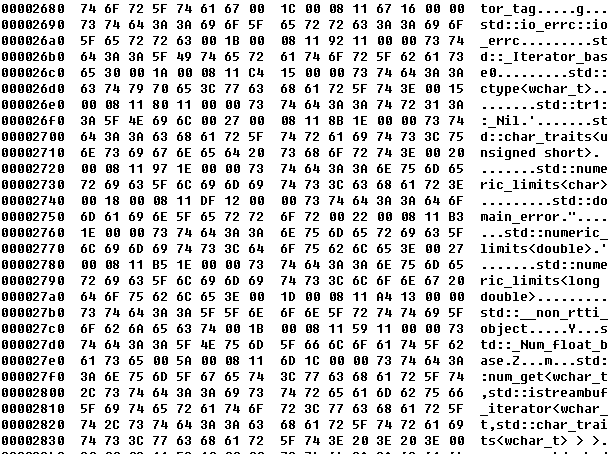 00002680 74 6F 72 5F 74 61 67 00 1C 00 08 11 67 16 00 00 tor_tag.....g...
00002690 73 74 64 3A 3A 69 6F 5F 65 72 72 63 3A 3A 69 6F std::io_errc::io
000026a0 5F 65 72 72 63 00 1B 00 08 11 92 11 00 00 73 74 _errc.........st
000026b0 64 3A 3A 5F 49 74 65 72 61 74 6F 72 5F 62 61 73 d::_Iterator_bas
000026c0 65 30 00 1A 00 08 11 C4 15 00 00 73 74 64 3A 3A e0.........std::
000026d0 63 74 79 70 65 3C 77 63 68 61 72 5F 74 3E 00 15 ctype<wchar_t>..
000026e0 00 08 11 80 11 00 00 73 74 64 3A 3A 74 72 31 3A .......std::tr1:
000026f0 3A 5F 4E 69 6C 00 27 00 08 11 8B 1E 00 00 73 74 :_Nil.'.......st
00002700 64 3A 3A 63 68 61 72 5F 74 72 61 69 74 73 3C 75 d::char_traits<u
00002710 6E 73 69 67 6E 65 64 20 73 68 6F 72 74 3E 00 20 nsigned short>. 
00002720 00 08 11 97 1E 00 00 73 74 64 3A 3A 6E 75 6D 65 .......std::nume
00002730 72 69 63 5F 6C 69 6D 69 74 73 3C 63 68 61 72 3E ric_limits<char>
00002740 00 18 00 08 11 DF 12 00 00 73 74 64 3A 3A 64 6F .........std::do
00002750 6D 61 69 6E 5F 65 72 72 6F 72 00 22 00 08 11 B3 main_error."....
00002760 1E 00 00 73 74 64 3A 3A 6E 75 6D 65 72 69 63 5F ...std::numeric_
00002770 6C 69 6D 69 74 73 3C 64 6F 75 62 6C 65 3E 00 27 limits<double>.'
00002780 00 08 11 B5 1E 00 00 73 74 64 3A 3A 6E 75 6D 65 .......std::nume
00002790 72 69 63 5F 6C 69 6D 69 74 73 3C 6C 6F 6E 67 20 ric_limits<long 
000027a0 64 6F 75 62 6C 65 3E 00 1D 00 08 11 A4 13 00 00 double>.........
000027b0 73 74 64 3A 3A 5F 5F 6E 6F 6E 5F 72 74 74 69 5F std::__non_rtti_
000027c0 6F 62 6A 65 63 74 00 1B 00 08 11 59 11 00 00 73 object.....Y...s
000027d0 74 64 3A 3A 5F 4E 75 6D 5F 66 6C 6F 61 74 5F 62 td::_Num_float_b
000027e0 61 73 65 00 5A 00 08 11 6D 1C 00 00 73 74 64 3A ase.Z...m...std:
000027f0 3A 6E 75 6D 5F 67 65 74 3C 77 63 68 61 72 5F 74 :num_get<wchar_t
00002800 2C 73 74 64 3A 3A 69 73 74 72 65 61 6D 62 75 66 ,std::istreambuf
00002810 5F 69 74 65 72 61 74 6F 72 3C 77 63 68 61 72 5F _iterator<wchar_
00002820 74 2C 73 74 64 3A 3A 63 68 61 72 5F 74 72 61 69 t,std::char_trai
00002830 74 73 3C 77 63 68 61 72 5F 74 3E 20 3E 20 3E 00 ts<wchar_t> > >.